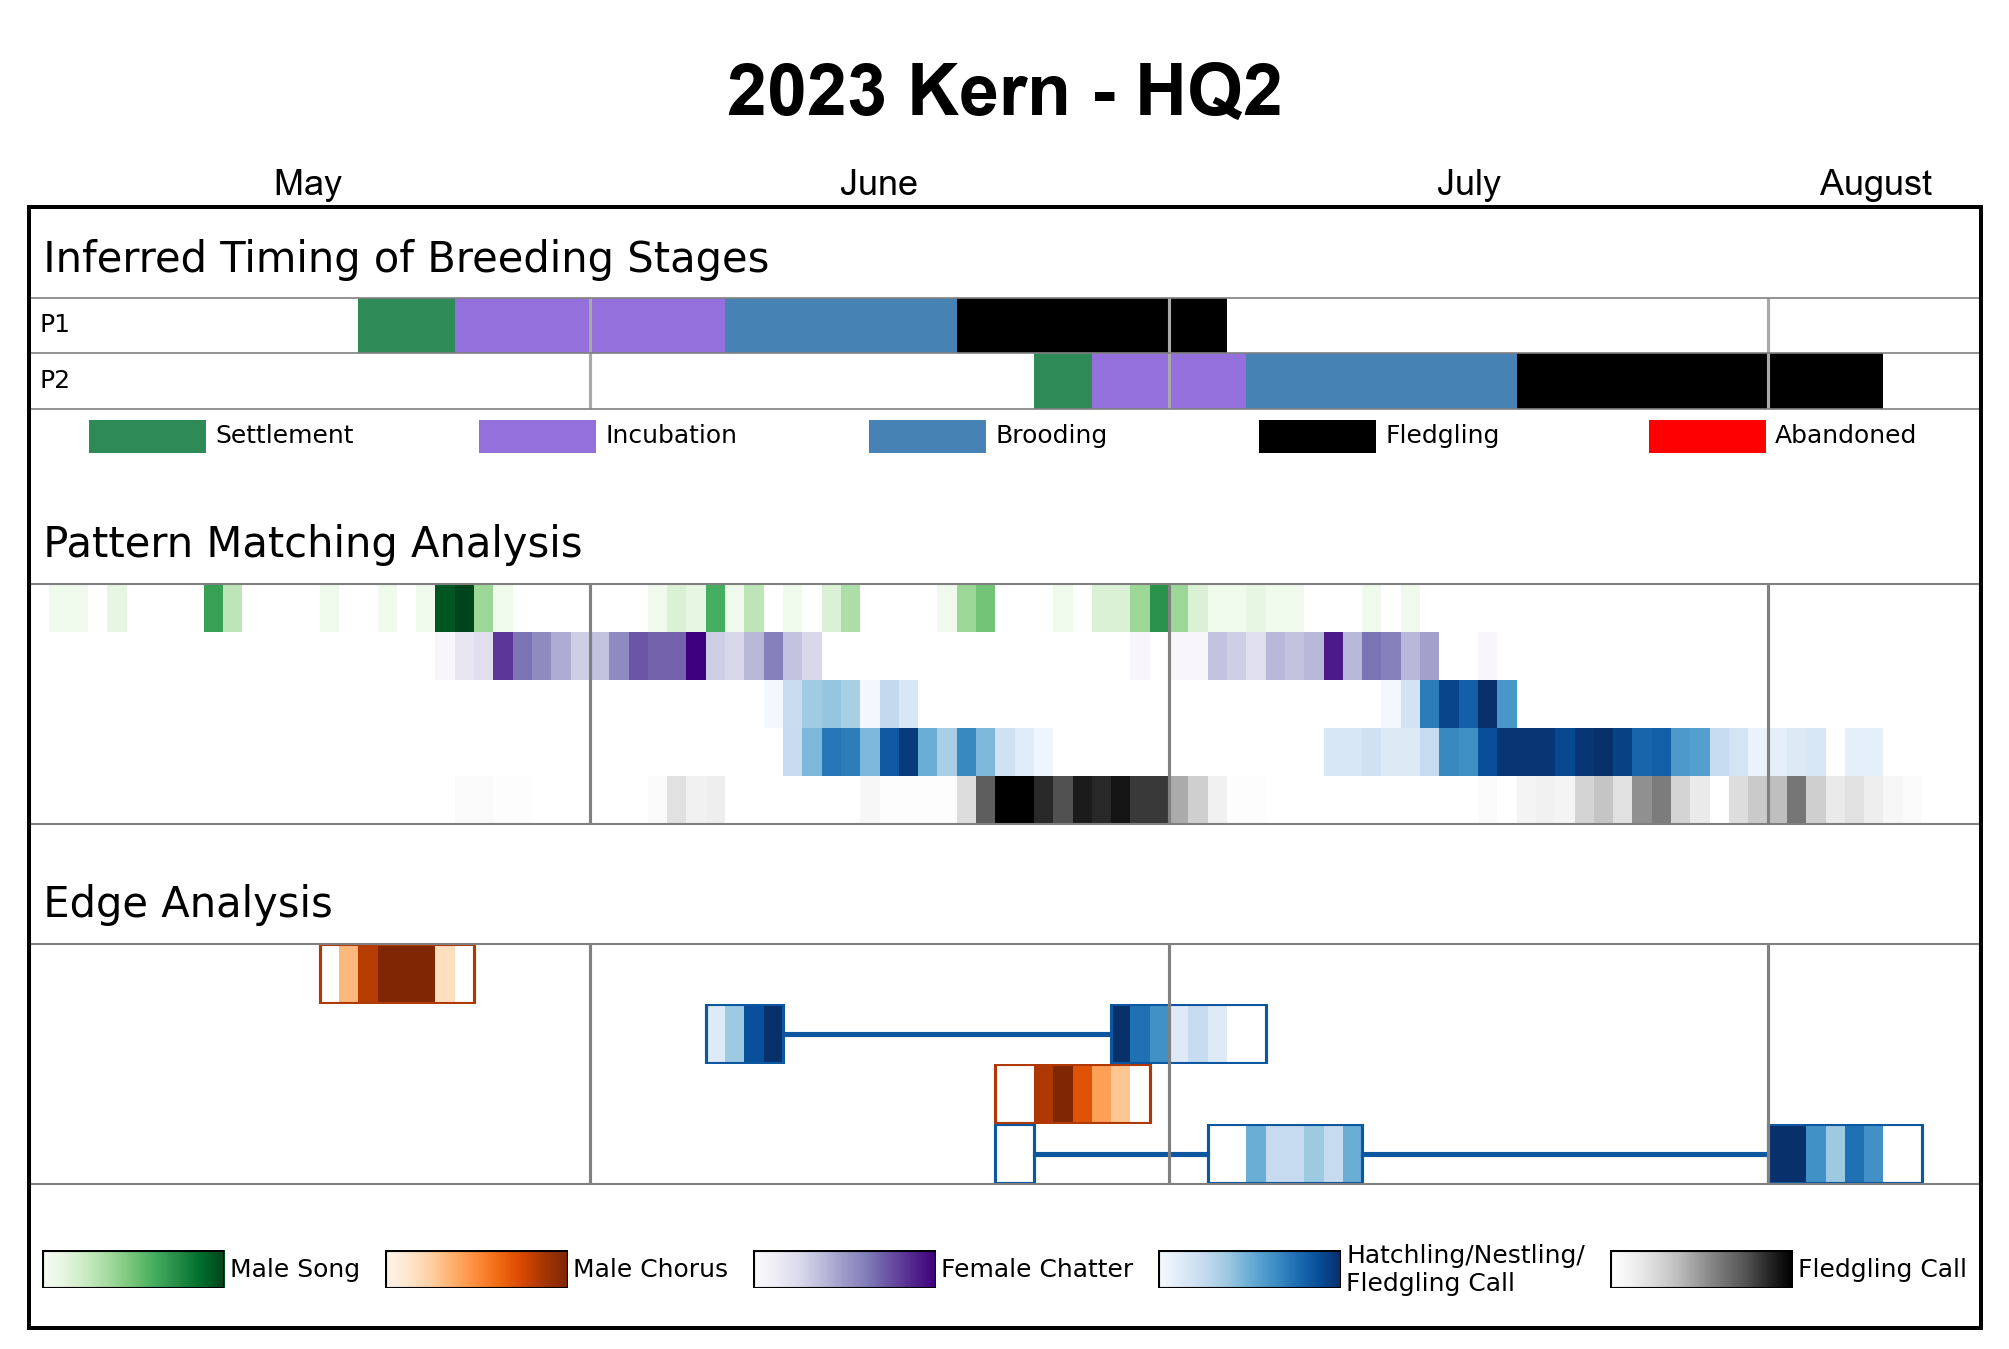 2023 Kern - HQ2
May June July August
Inferred Timing of Breeding Stages
P1
P2
Settlement Incubation Brooding Fledgling Abandoned
Pattern Matching Analysis
Edge Analysis
Male Song Male Chorus Female Chatter Hatchling/Nestling/
Fledgling Call
Fledgling Call